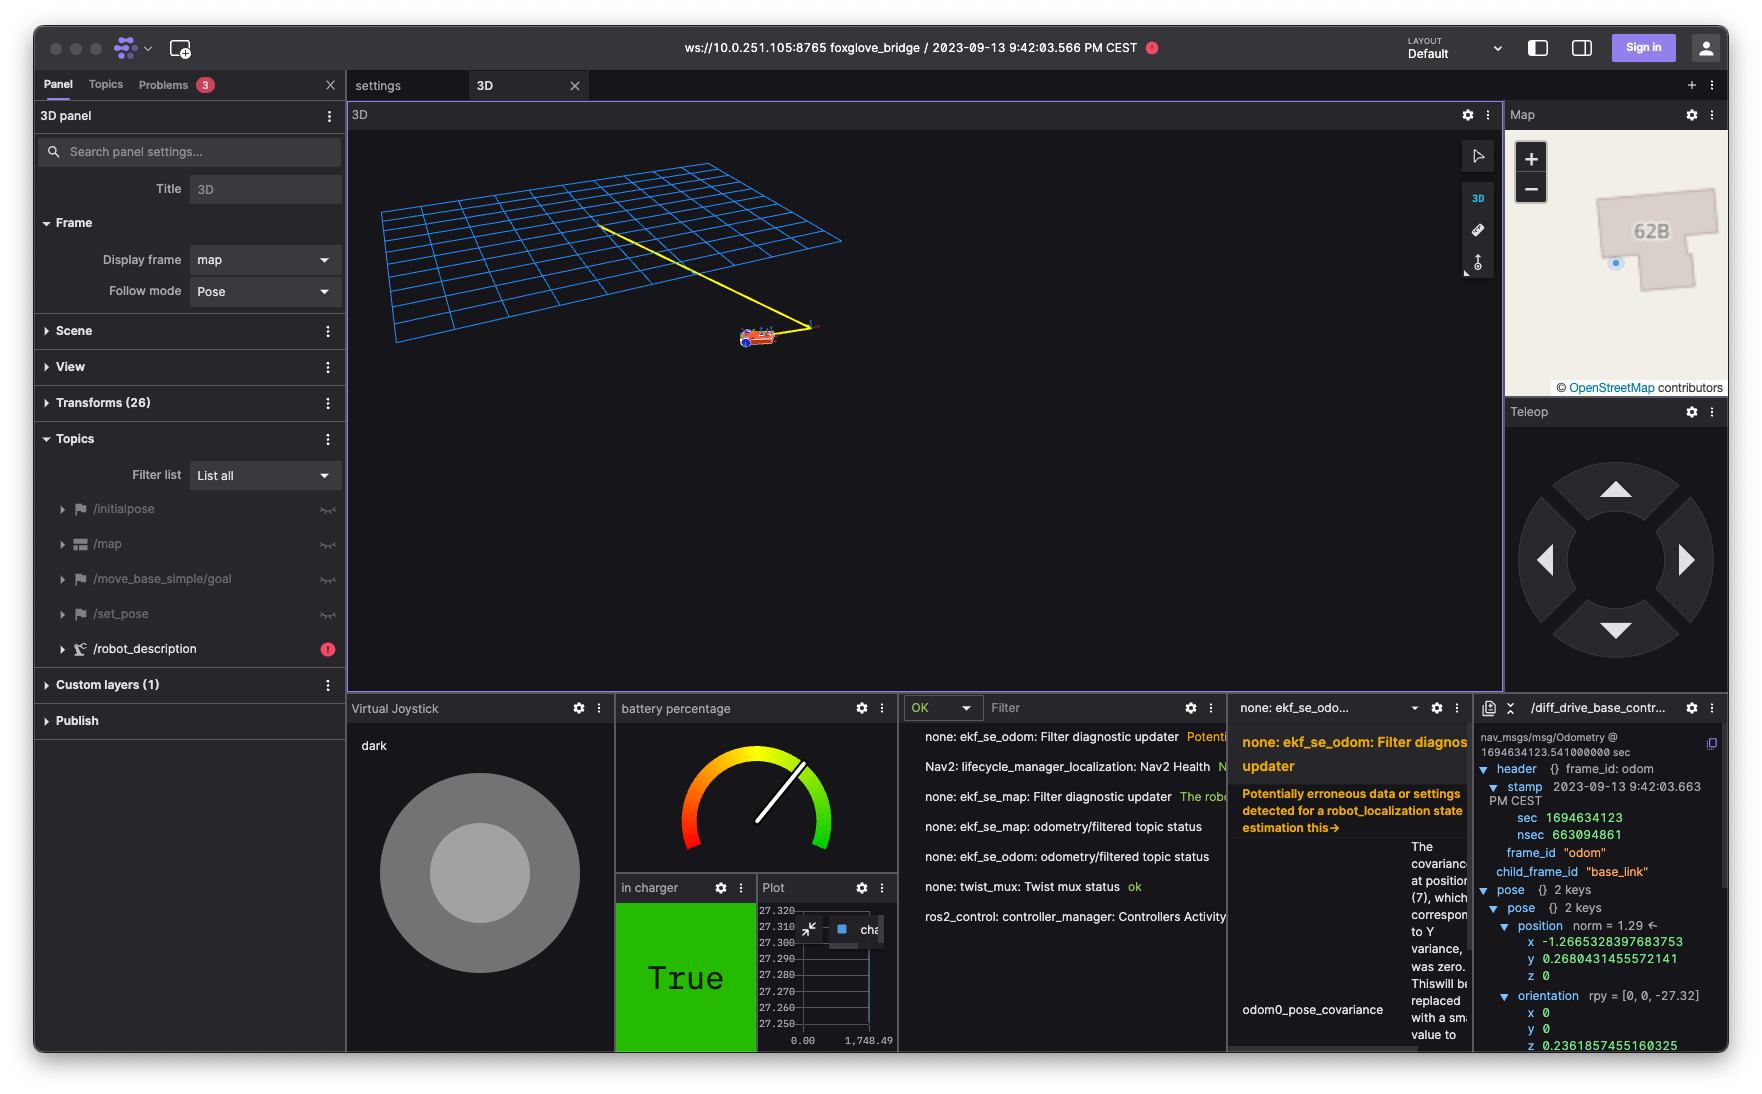 ws://10.0.251.105:8765 foxglove_bridge / 2023-09-13 9:42:03.566 PM CEST
LAYOUT
Default
Sign in
Panel
Topics
Problems
3
settings
3D
3D panel
Search panel settings...
Title
3D
Frame
Display frame
map
Follow mode
Pose
Scene
View
Transforms (26)
Topics
Filter list
List all
/initialpose
/map
/move_base_simple/goal
/set_pose
/robot_description
Custom layers (1)
Publish
3D
3D
Map
+
−
62B
© OpenStreetMap contributors
Teleop
Virtual Joystick
dark
battery percentage
in charger
True
Plot
27.320
27.310
27.300
27.290
27.280
27.270
27.260
27.250
0.00
1,748.49
cha
OK
Filter
none: ekf_se_odom: Filter diagnostic updater Potenti
Nav2: lifecycle_manager_localization: Nav2 Health N
none: ekf_se_map: Filter diagnostic updater The robo
none: ekf_se_map: odometry/filtered topic status
none: ekf_se_odom: odometry/filtered topic status
none: twist_mux: Twist mux status ok
ros2_control: controller_manager: Controllers Activity
none: ekf_se_odo...
none: ekf_se_odom: Filter diagnos
updater
Potentially erroneous data or settings
detected for a robot_localization state
estimation this→
odom0_pose_covariance
The
covarianc
at position
(7), which
correspon
to Y
variance,
was zero.
Thiswill be
replaced
with a sma
value to
/diff_drive_base_contr...
nav_msgs/msg/Odometry @
1694634123.541000000 sec
header {} frame_id: odom
stamp 2023-09-13 9:42:03.663
PM CEST
sec 1694634123
nsec 663094861
frame_id "odom"
child_frame_id "base_link"
pose {} 2 keys
pose {} 2 keys
position norm = 1.29
x -1.2665328397683753
y 0.2680431455572141
z 0
orientation rpy = [0, 0, -27.32]
x 0
y 0
z 0.2361857455160325